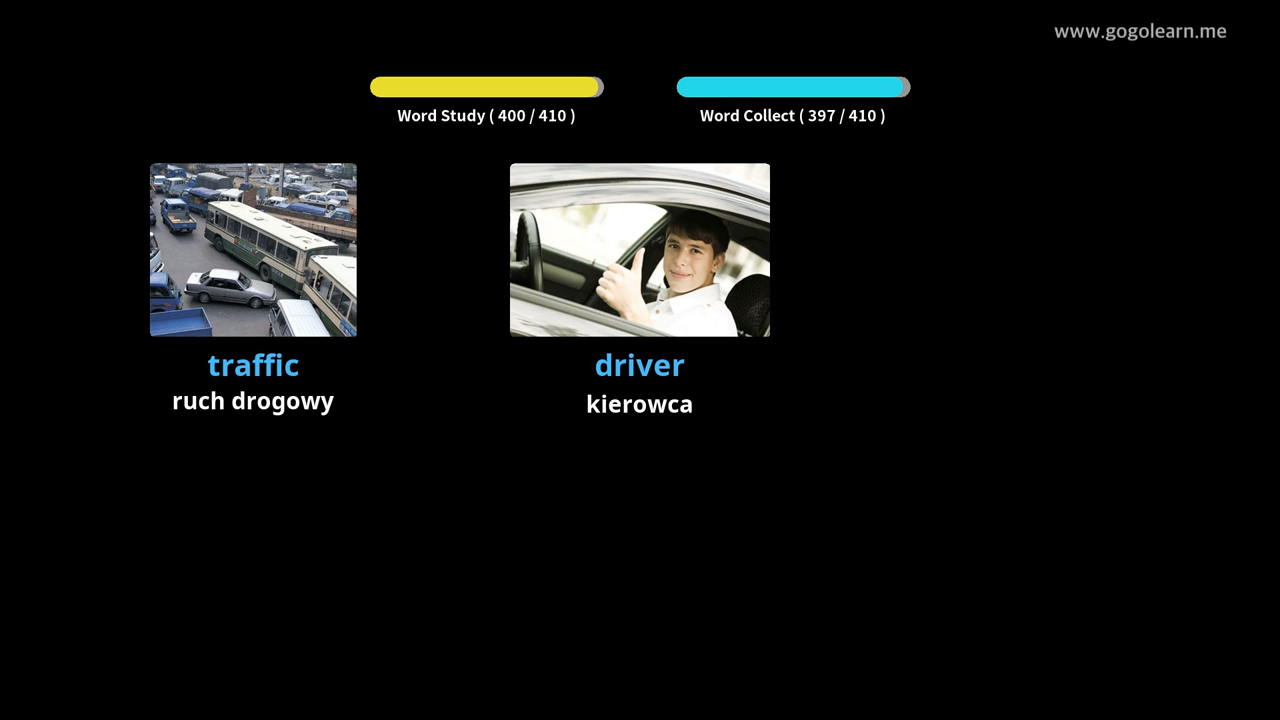 www.gogolearn.me
Word Study ( 400 / 410 )
Word Collect ( 397 / 410 )
traffic
ruch drogowy
driver
kierowca